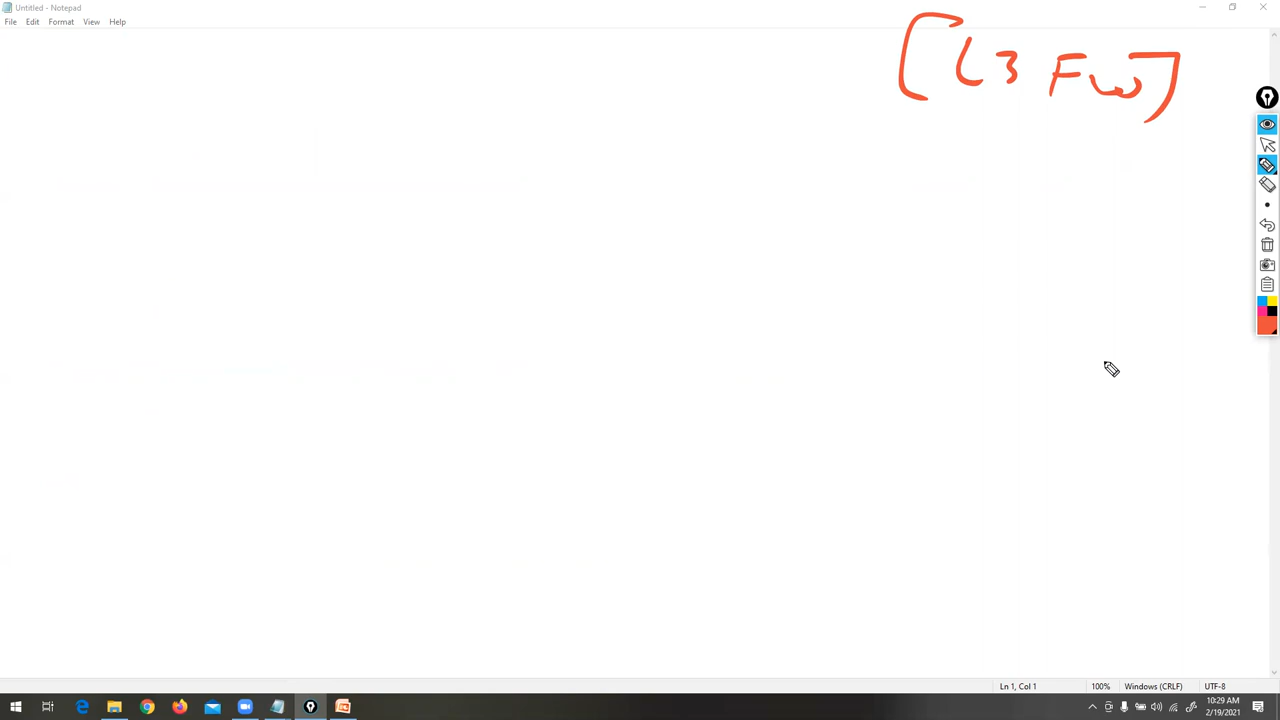 Untitled - Notepad
File Edit Format View Help
[L3 Fw]
Ln 1, Col 1 100% Windows (CRLF) UTF-8
10:29 AM
2/19/2021